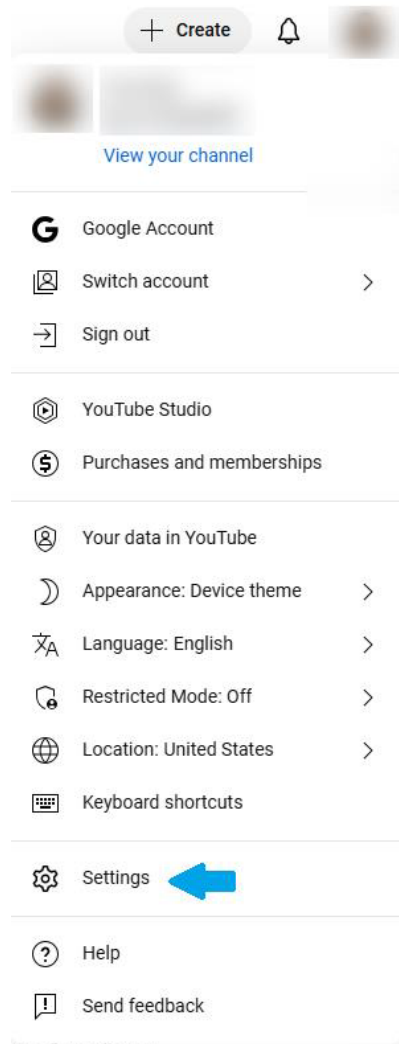 Create
View your channel
Google Account
Switch account
Sign out
YouTube Studio
Purchases and memberships
Your data in YouTube
Appearance: Device theme
Language: English
Restricted Mode: Off
Location: United States
Keyboard shortcuts
Settings
Help
Send feedback